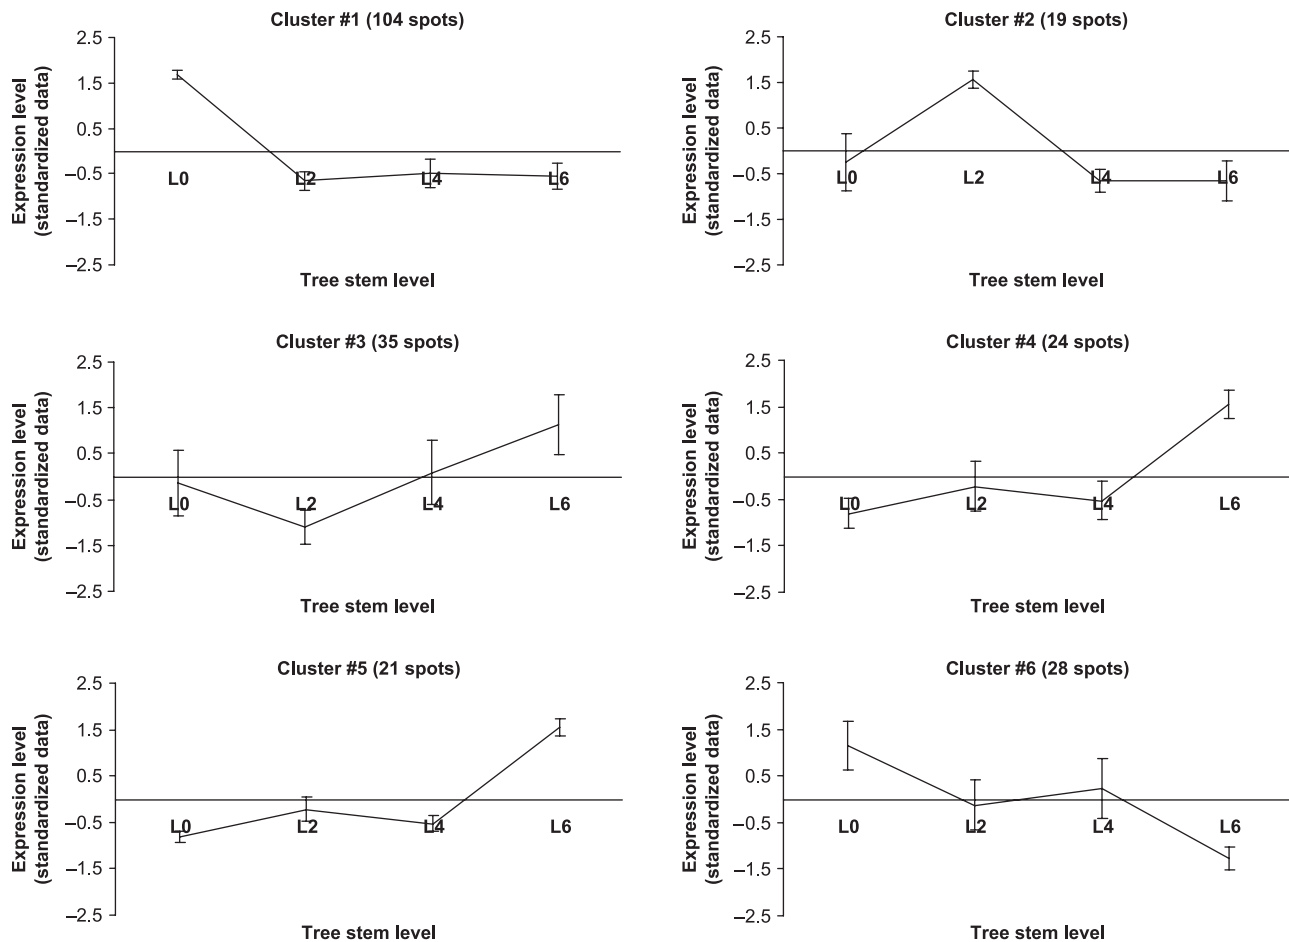 Cluster #1 (104 spots)
Expression level
(standardized data)
2.5
1.5
0.5
–0.5
–1.5
–2.5
L0 L2 L4 L6
Tree stem level
Cluster #2 (19 spots)
Expression level
(standardized data)
2.5
1.5
0.5
–0.5
–1.5
–2.5
L0 L2 L4 L6
Tree stem level
Cluster #3 (35 spots)
Expression level
(standardized data)
2.5
1.5
0.5
–0.5
–1.5
–2.5
L0 L2 L4 L6
Tree stem level
Cluster #4 (24 spots)
Expression level
(standardized data)
2.5
1.5
0.5
–0.5
–1.5
–2.5
L0 L2 L4 L6
Tree stem level
Cluster #5 (21 spots)
Expression level
(standardized data)
2.5
1.5
0.5
–0.5
–1.5
–2.5
L0 L2 L4 L6
Tree stem level
Cluster #6 (28 spots)
Expression level
(standardized data)
2.5
1.5
0.5
–0.5
–1.5
–2.5
L0 L2 L4 L6
Tree stem level